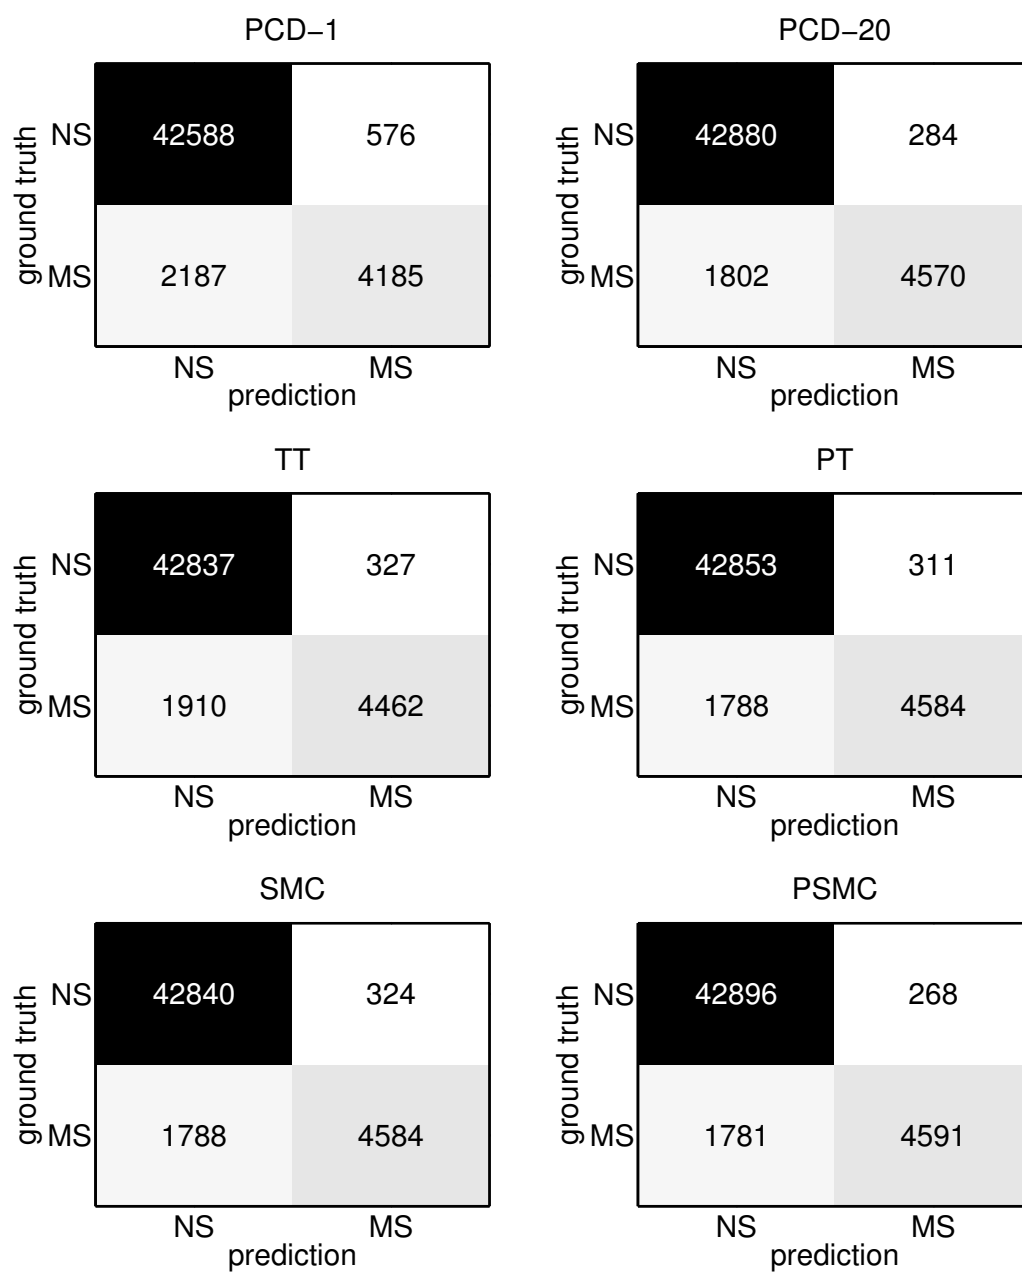 PCD−1
ground truth
NS
42588 576
MS
2187 4185
NS MS
prediction
PCD−20
ground truth
NS
42880 284
MS
1802 4570
NS MS
prediction
TT
ground truth
NS
42837 327
MS
1910 4462
NS MS
prediction
PT
ground truth
NS
42853 311
MS
1788 4584
NS MS
prediction
SMC
ground truth
NS
42840 324
MS
1788 4584
NS MS
prediction
PSMC
ground truth
NS
42896 268
MS
1781 4591
NS MS
prediction